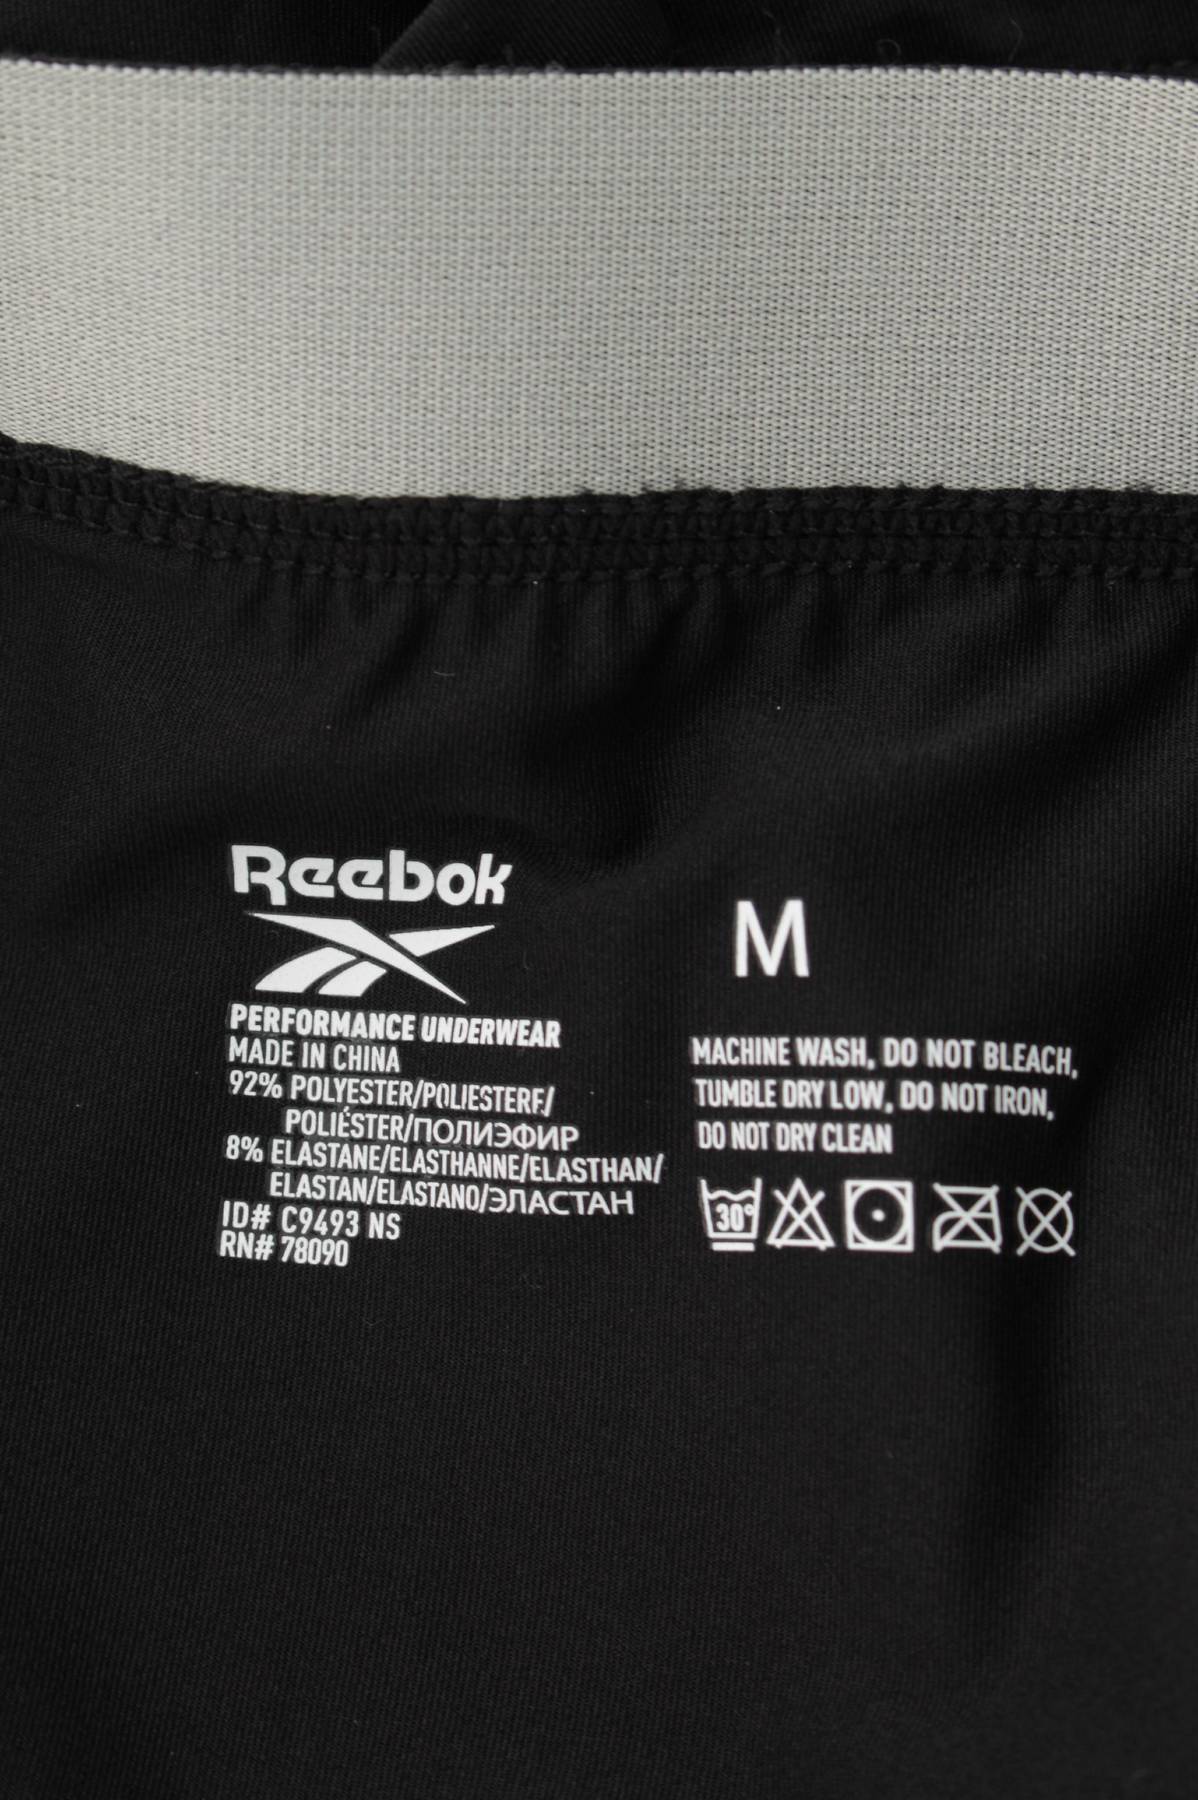 Reebok
PERFORMANCE UNDERWEAR
MADE IN CHINA
92% POLYESTER/POLIESTERE/
POLIÉSTER/ПОЛИЭФИР
8% ELASTANE/ELASTHANNE/ELASTHAN/
ELASTAN/ELASTANO/ЭЛАСТАН
ID# C9493 NS
RN# 78090
M
MACHINE WASH, DO NOT BLEACH,
TUMBLE DRY LOW, DO NOT IRON,
DO NOT DRY CLEAN
30°